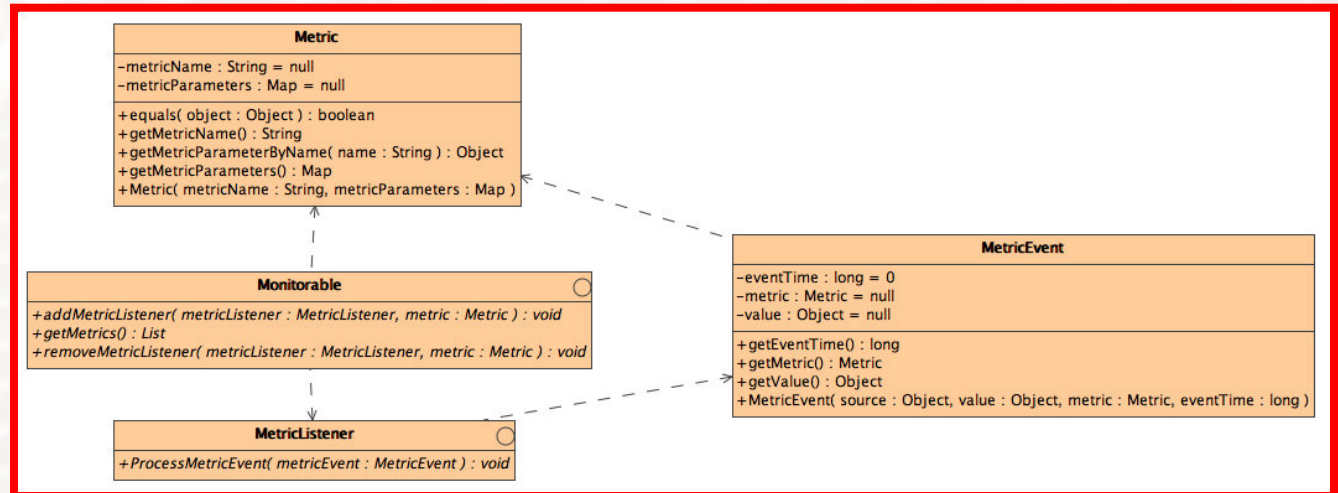 Metric
-metricName : String = null
-metricParameters : Map = null
+equals( object : Object ) : boolean
+getMetricName() : String
+getMetricParameterByName( name : String ) : Object
+getMetricParameters() : Map
+Metric( metricName : String, metricParameters : Map )
Monitorable
+addMetricListener( metricListener : MetricListener, metric : Metric ) : void
+getMetrics() : List
+removeMetricListener( metricListener : MetricListener, metric : Metric ) : void
MetricListener
+ProcessMetricEvent( metricEvent : MetricEvent ) : void
MetricEvent
-eventTime : long = 0
-metric : Metric = null
-value : Object = null
+getEventTime() : long
+getMetric() : Metric
+getValue() : Object
+MetricEvent( source : Object, value : Object, metric : Metric, eventTime : long )